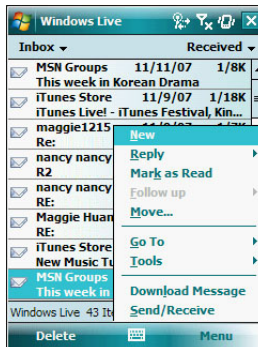 Windows Live
Inbox Received
MSN Groups 11/11/07 1/8K
This week in Korean Drama
iTunes Store 11/9/07 1/18K
iTunes Live! - iTunes Festival, Kin...
maggie1215
Re:
nancy nancy
R2
nancy nancy
RE:
Maggie Huan
RE:
iTunes Store
New Music Tu
MSN Groups
This week in
New
Reply
Mark as Read
Follow up
Move...
Go To
Tools
Download Message
Send/Receive
Windows Live 43 Ite
Delete Menu